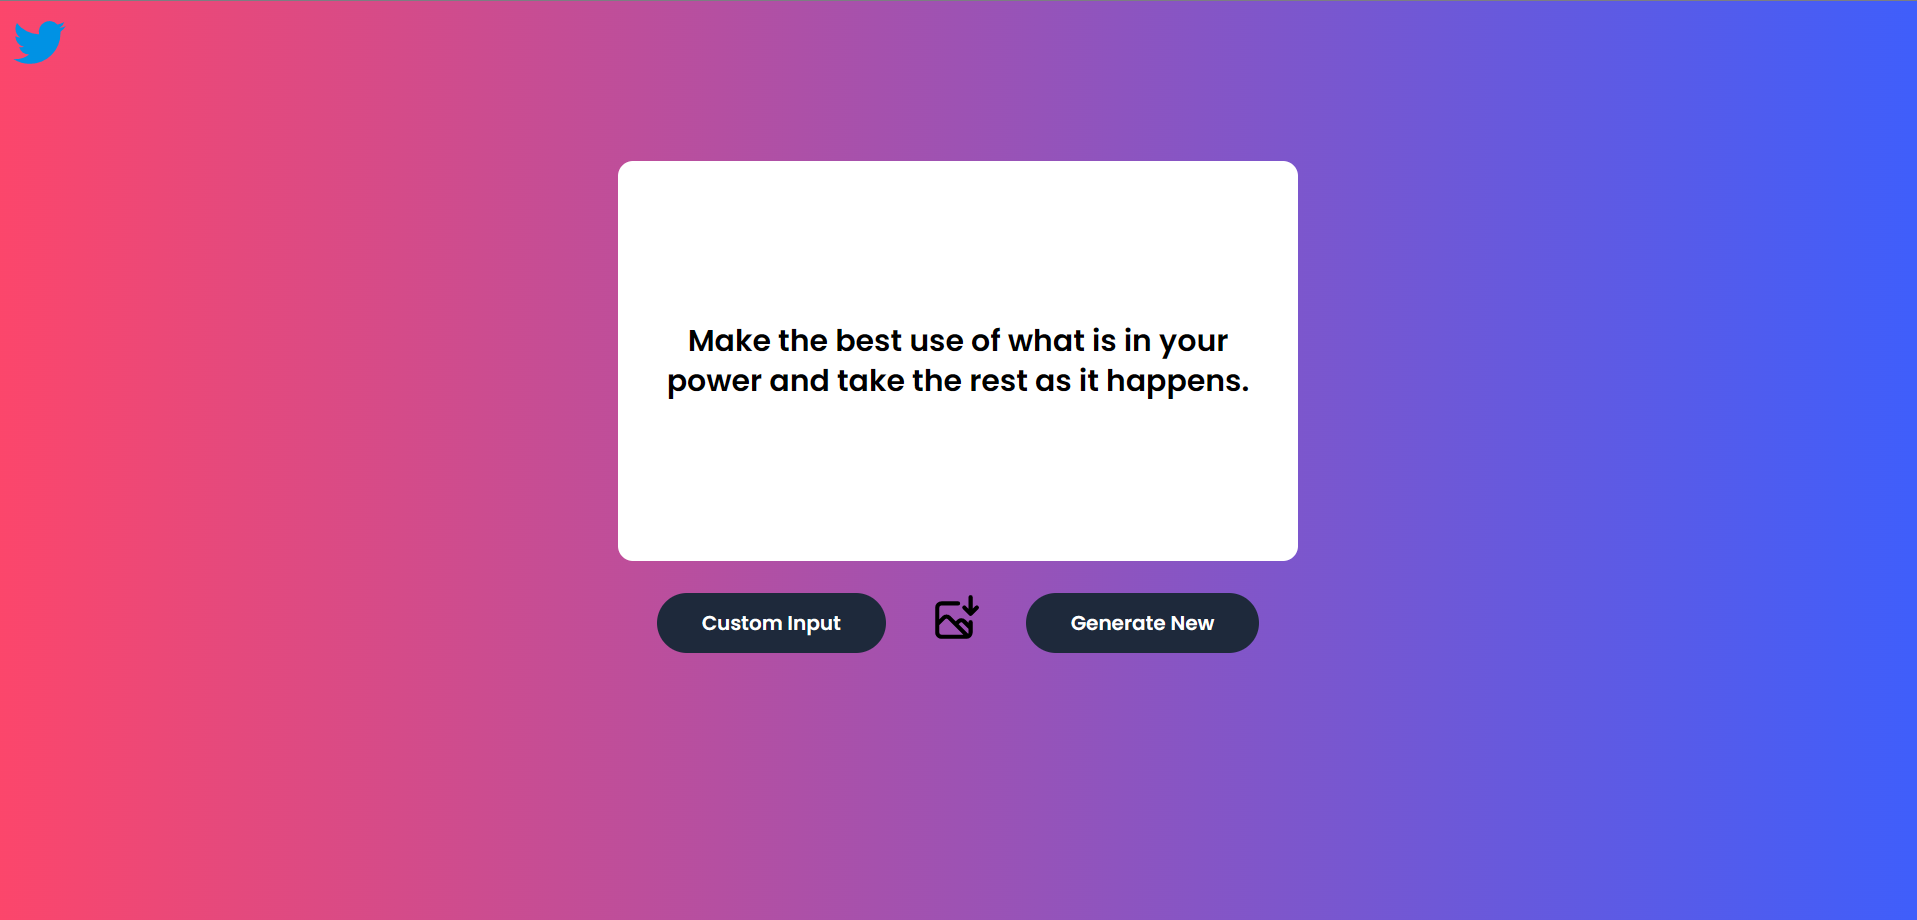 Make the best use of what is in your
power and take the rest as it happens.
Custom Input
Generate New